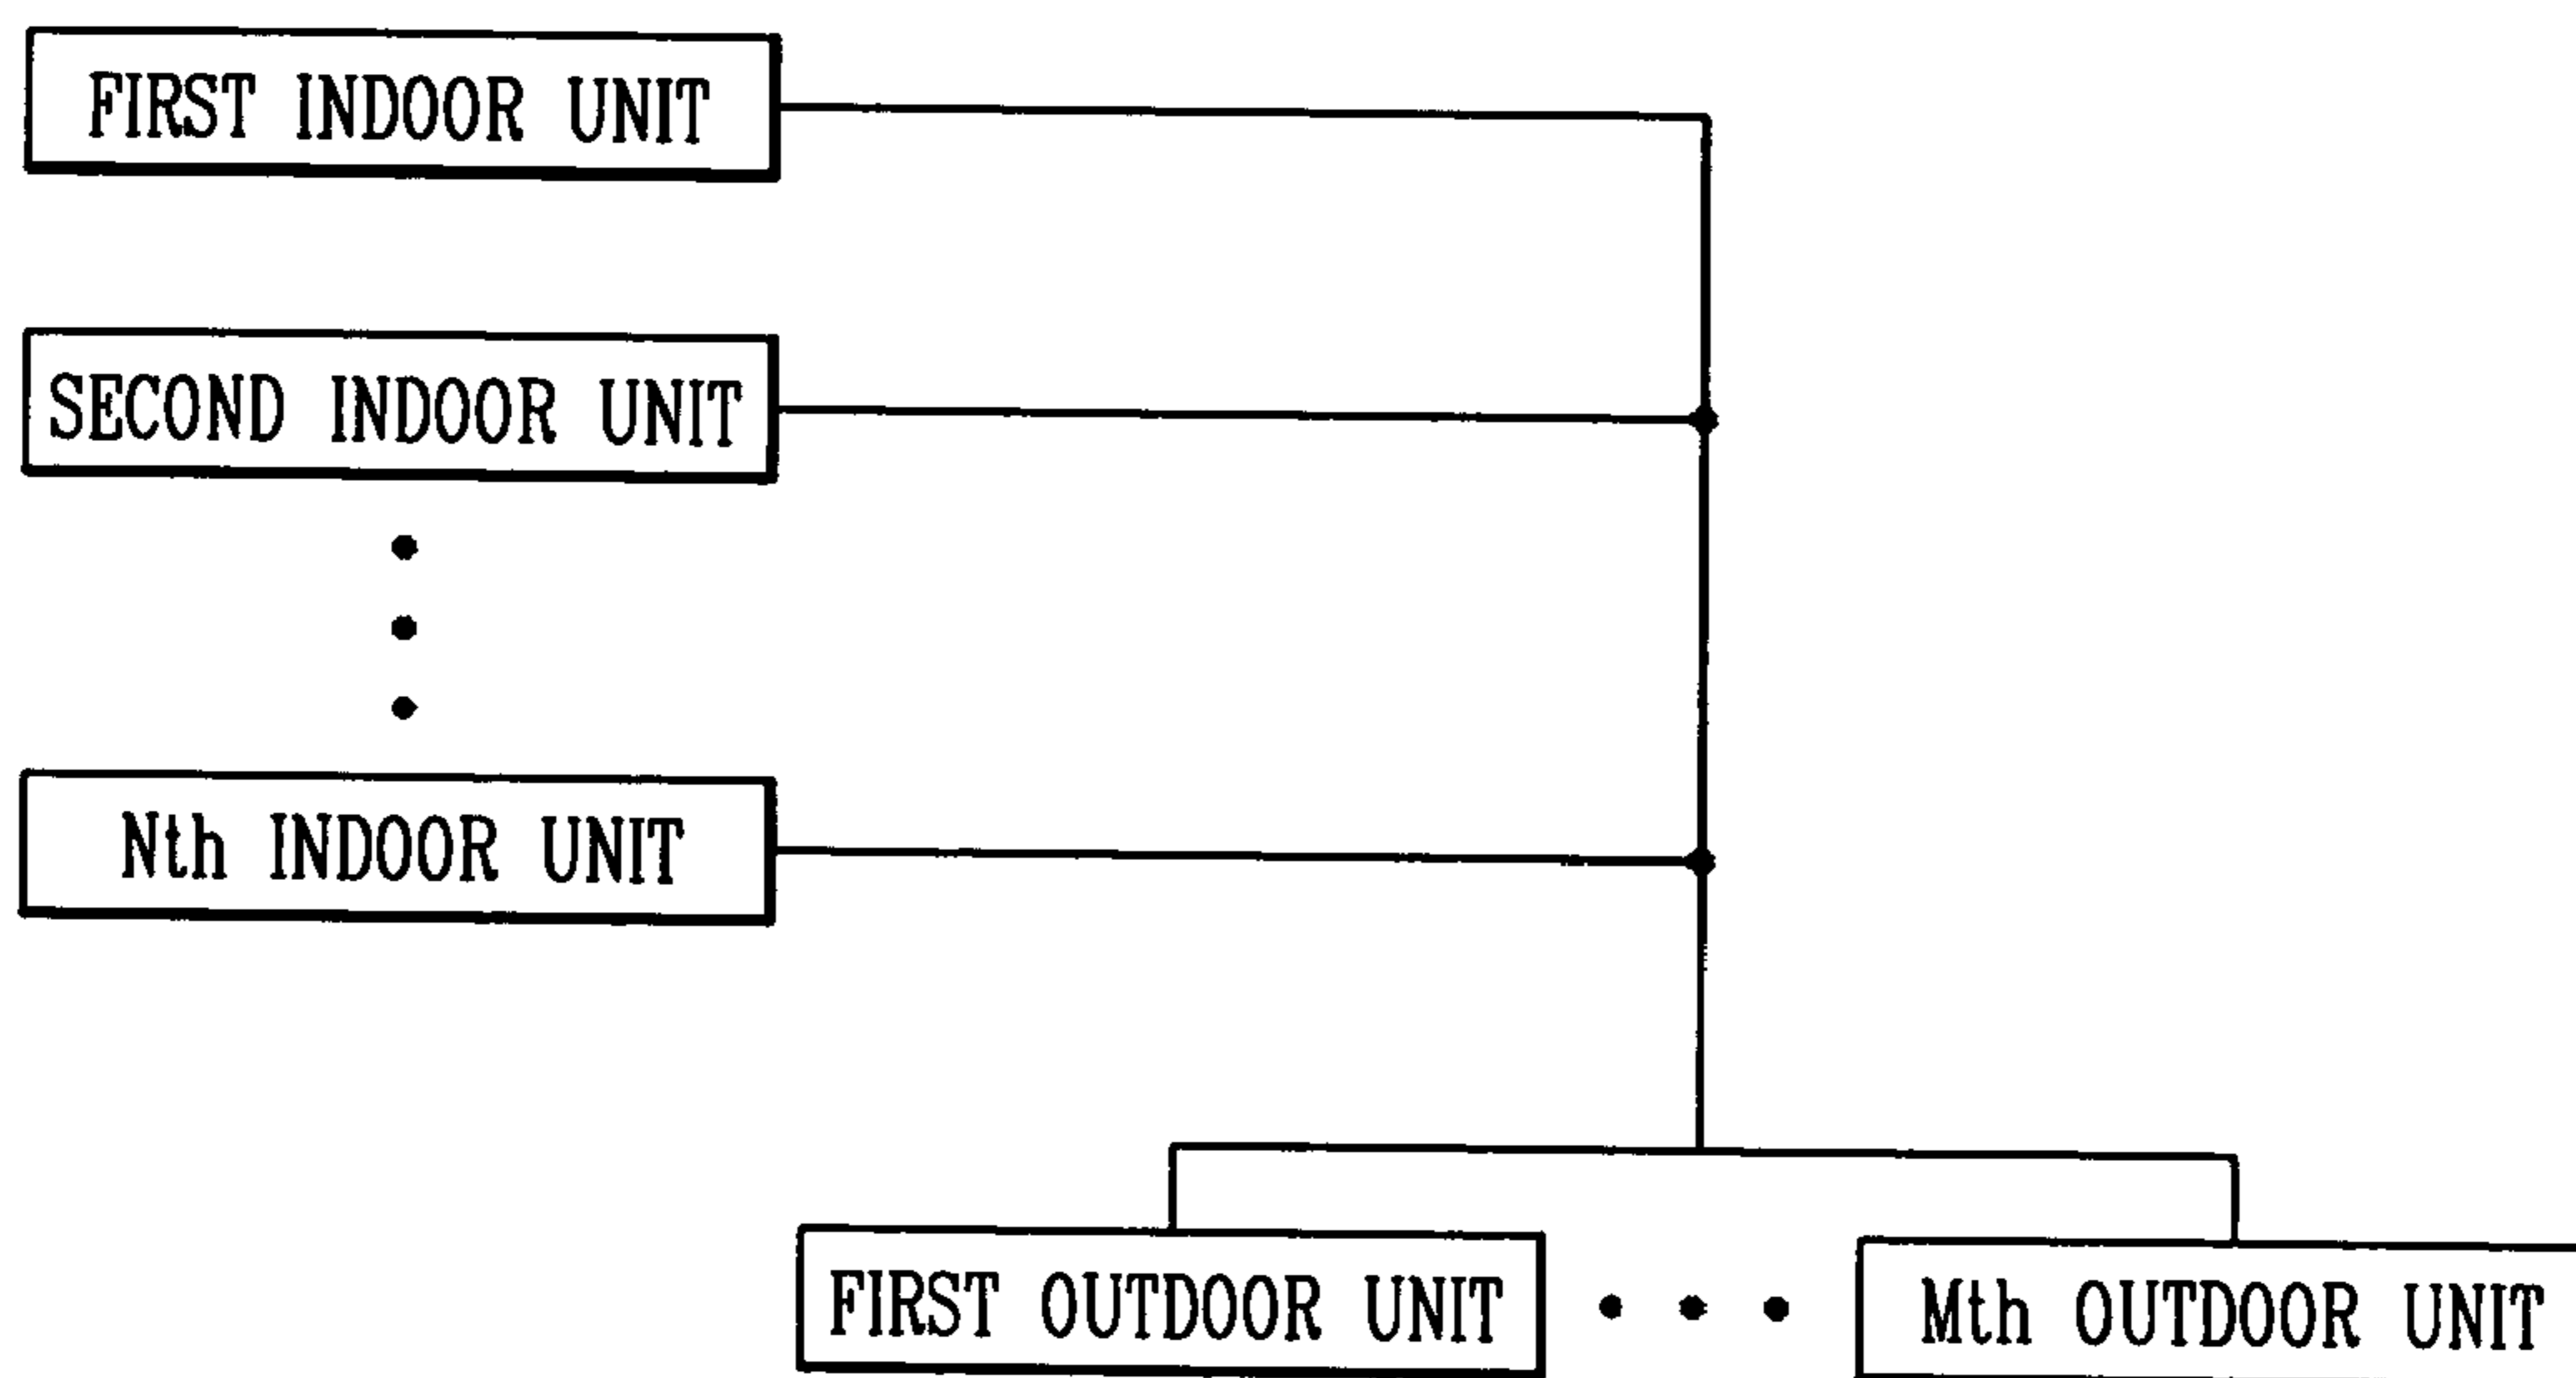 FIRST INDOOR UNIT
SECOND INDOOR UNIT
Nth INDOOR UNIT
FIRST OUTDOOR UNIT
Mth OUTDOOR UNIT